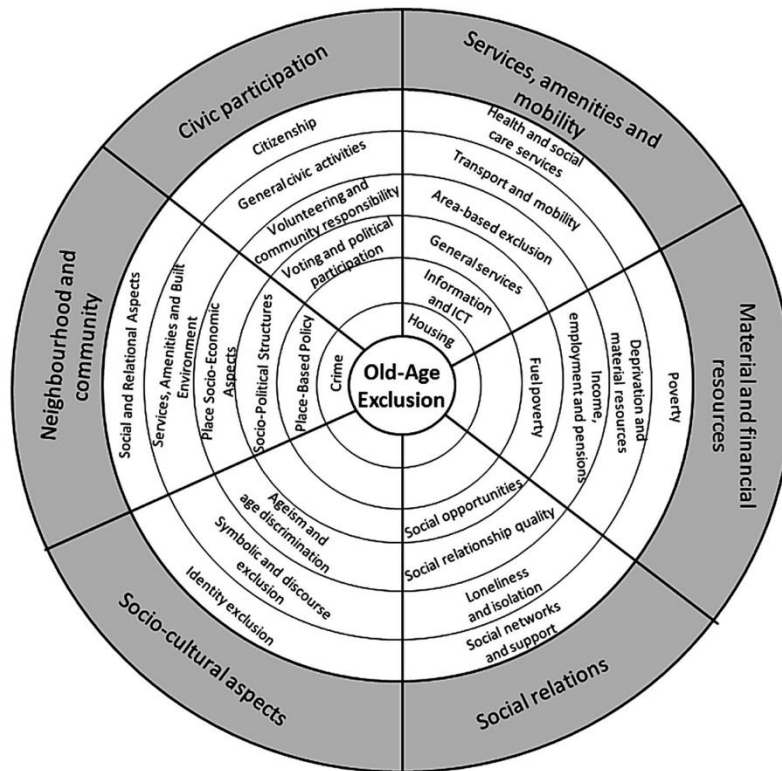 Old-Age
Exclusion
Civic participation
Citizenship
General civic activities
Volunteering and
community responsibility
Voting and political
participation
Services, amenities and
mobility
Health and social
care services
Transport and mobility
Area-based exclusion
General services
Information
and ICT
Housing
Material and financial
resources
Poverty
Deprivation and
material resources
Income,
employment and pensions
Fuel poverty
Social relations
Social networks
and support
Loneliness
and isolation
Social relationship quality
Social opportunities
Socio-cultural aspects
Identity exclusion
Symbolic and discourse
exclusion
Ageism and
age discrimination
Neighbourhood and
community
Social and Relational Aspects
Services, Amenities and Built
Environment
Place Socio-Economic
Aspects
Socio-Political Structures
Place-Based Policy
Crime